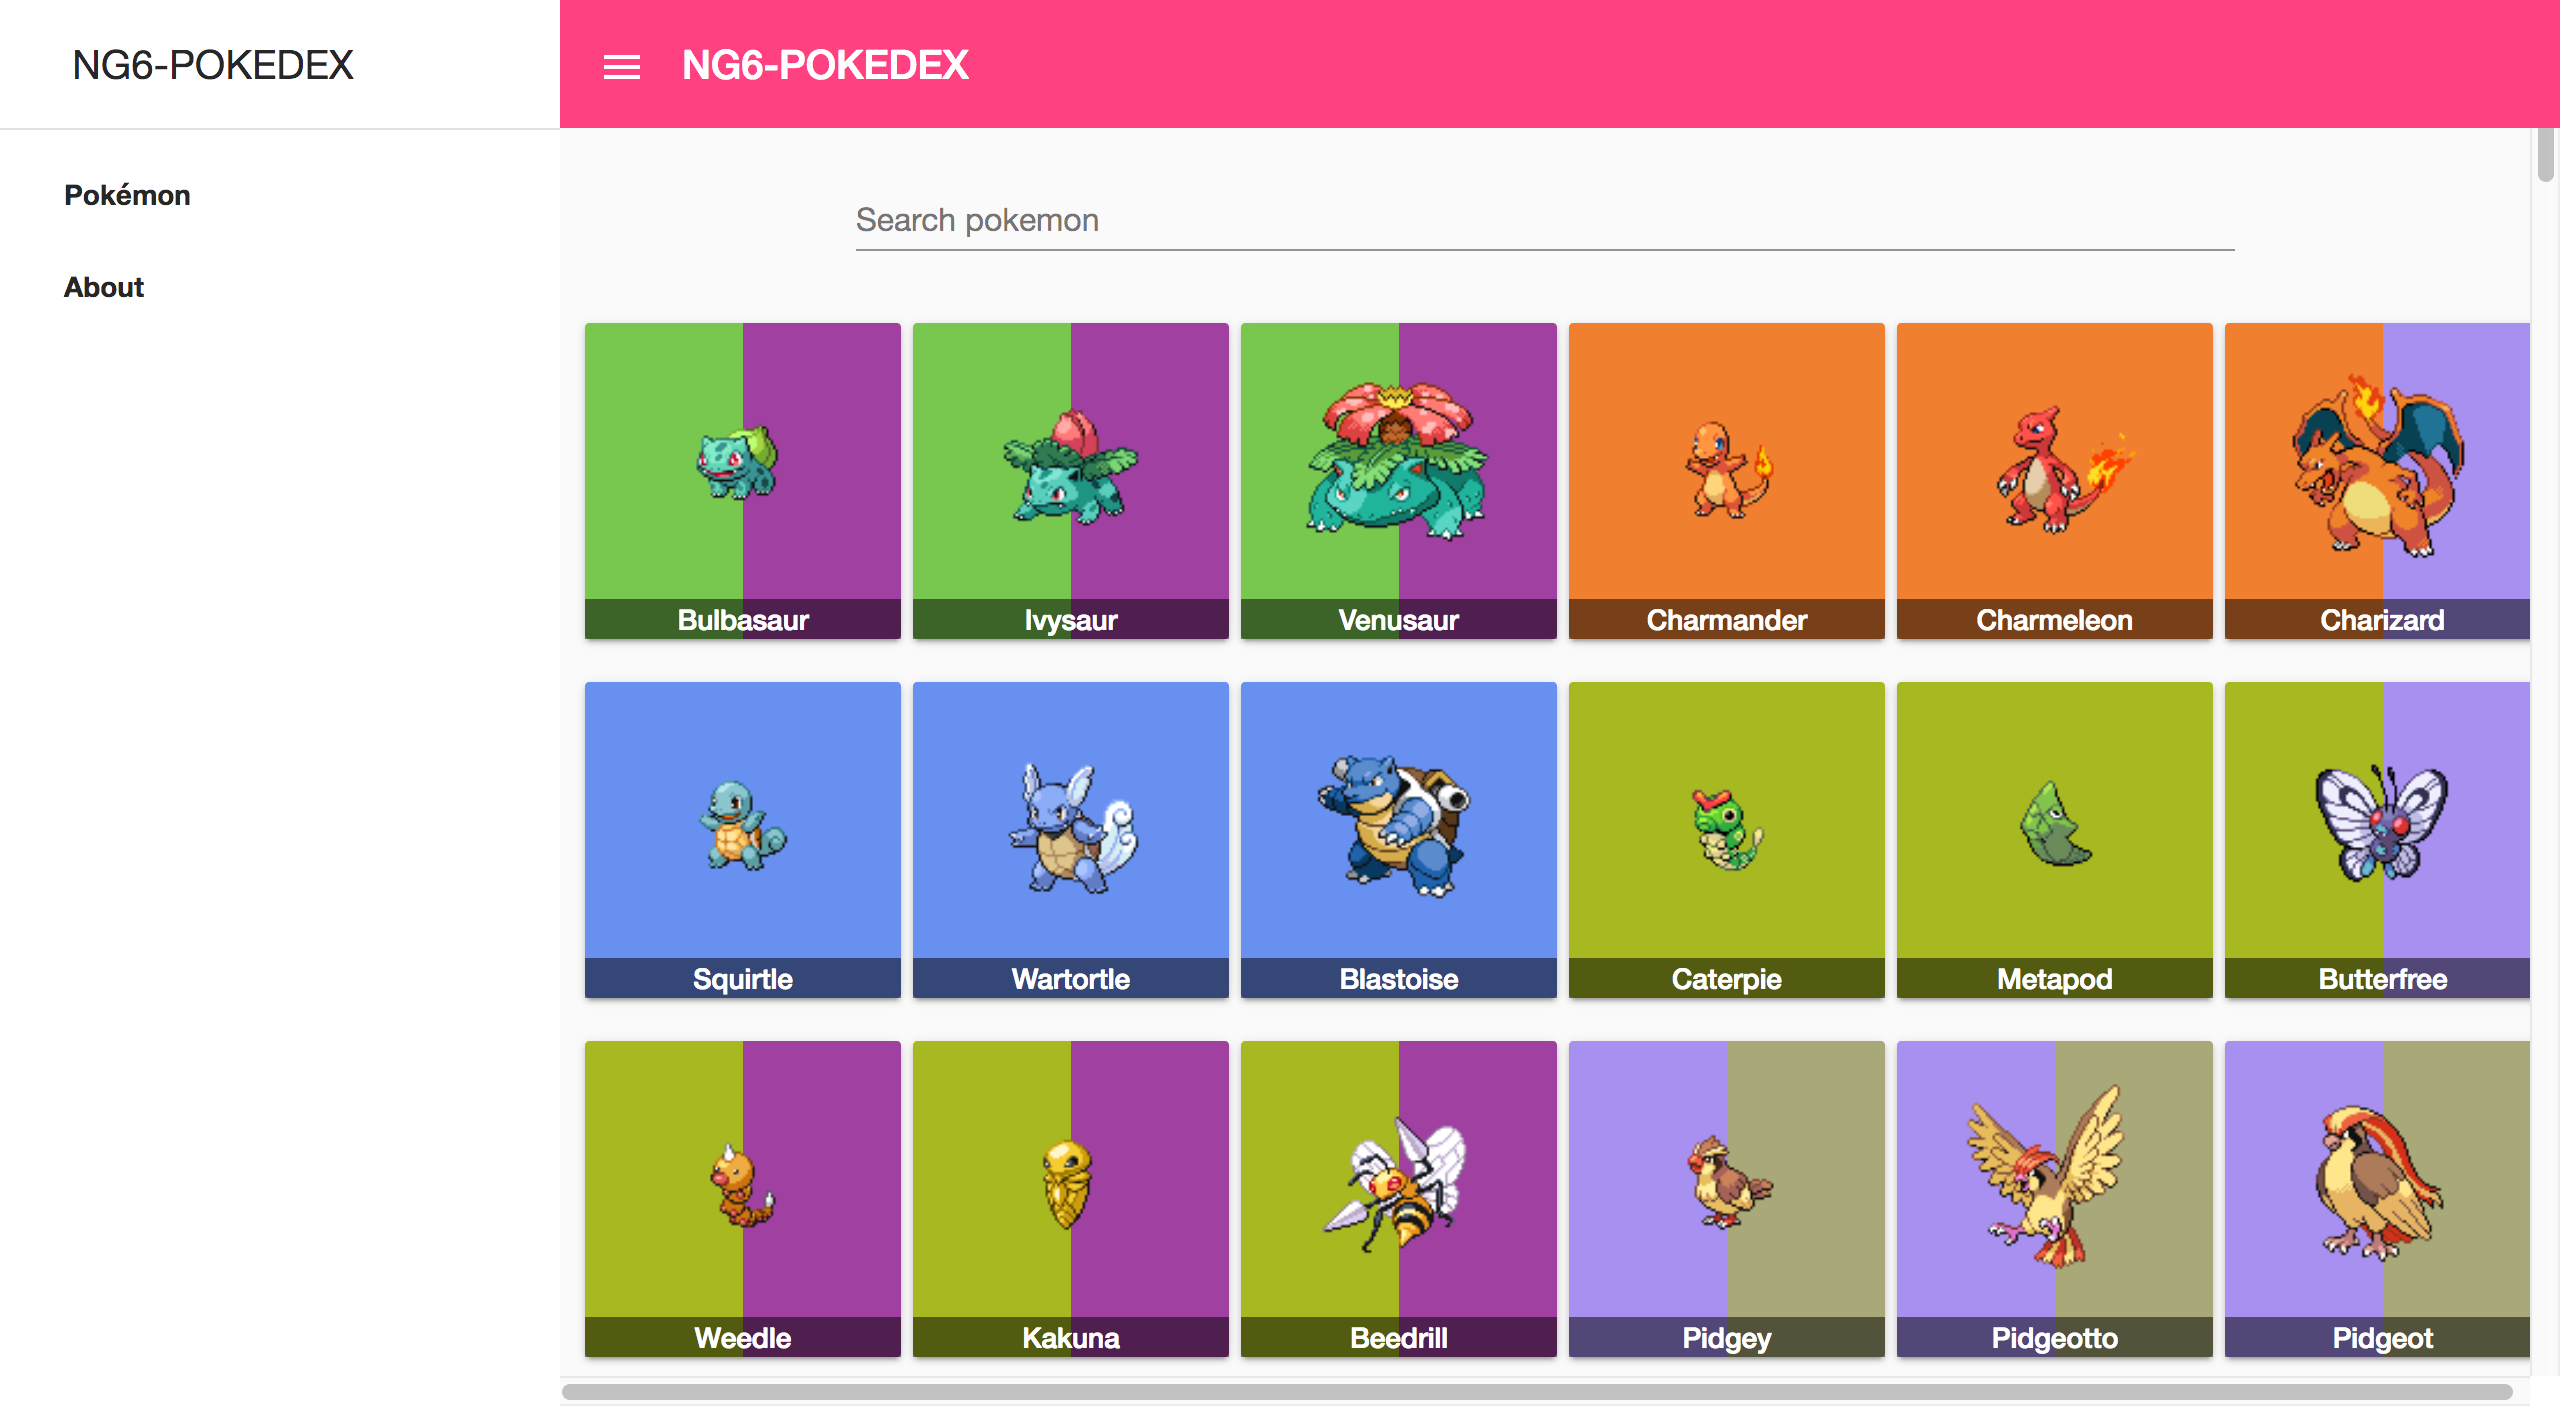 NG6-POKEDEX
NG6-POKEDEX
Pokémon
About
Search pokemon
Bulbasaur
Ivysaur
Venusaur
Charmander
Charmeleon
Charizard
Squirtle
Wartortle
Blastoise
Caterpie
Metapod
Butterfree
Weedle
Kakuna
Beedrill
Pidgey
Pidgeotto
Pidgeot